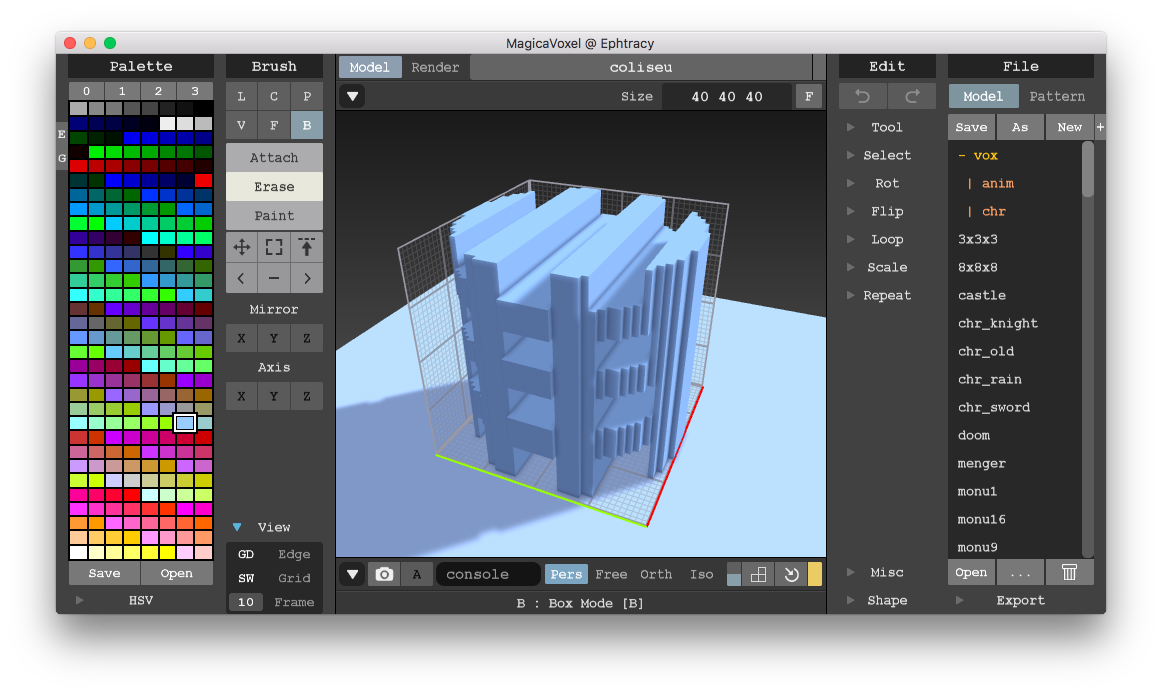 MagicaVoxel @ Ephtracy
Palette
0 1 2 3
E
G
Save Open
HSV
Brush
L C P
V F B
Attach
Erase
Paint
< − >
Mirror
X Y Z
Axis
X Y Z
View
GD Edge
SW Grid
10 Frame
Model Render coliseu
Size 40 40 40 F
A console Pers Free Orth Iso
B : Box Mode [B]
Edit
Tool
Select
Rot
Flip
Loop
Scale
Repeat
Misc
Shape
File
Model Pattern
Save As New +
- vox
| anim
| chr
3x3x3
8x8x8
castle
chr_knight
chr_old
chr_rain
chr_sword
doom
menger
monu1
monu16
monu9
Open ...
Export